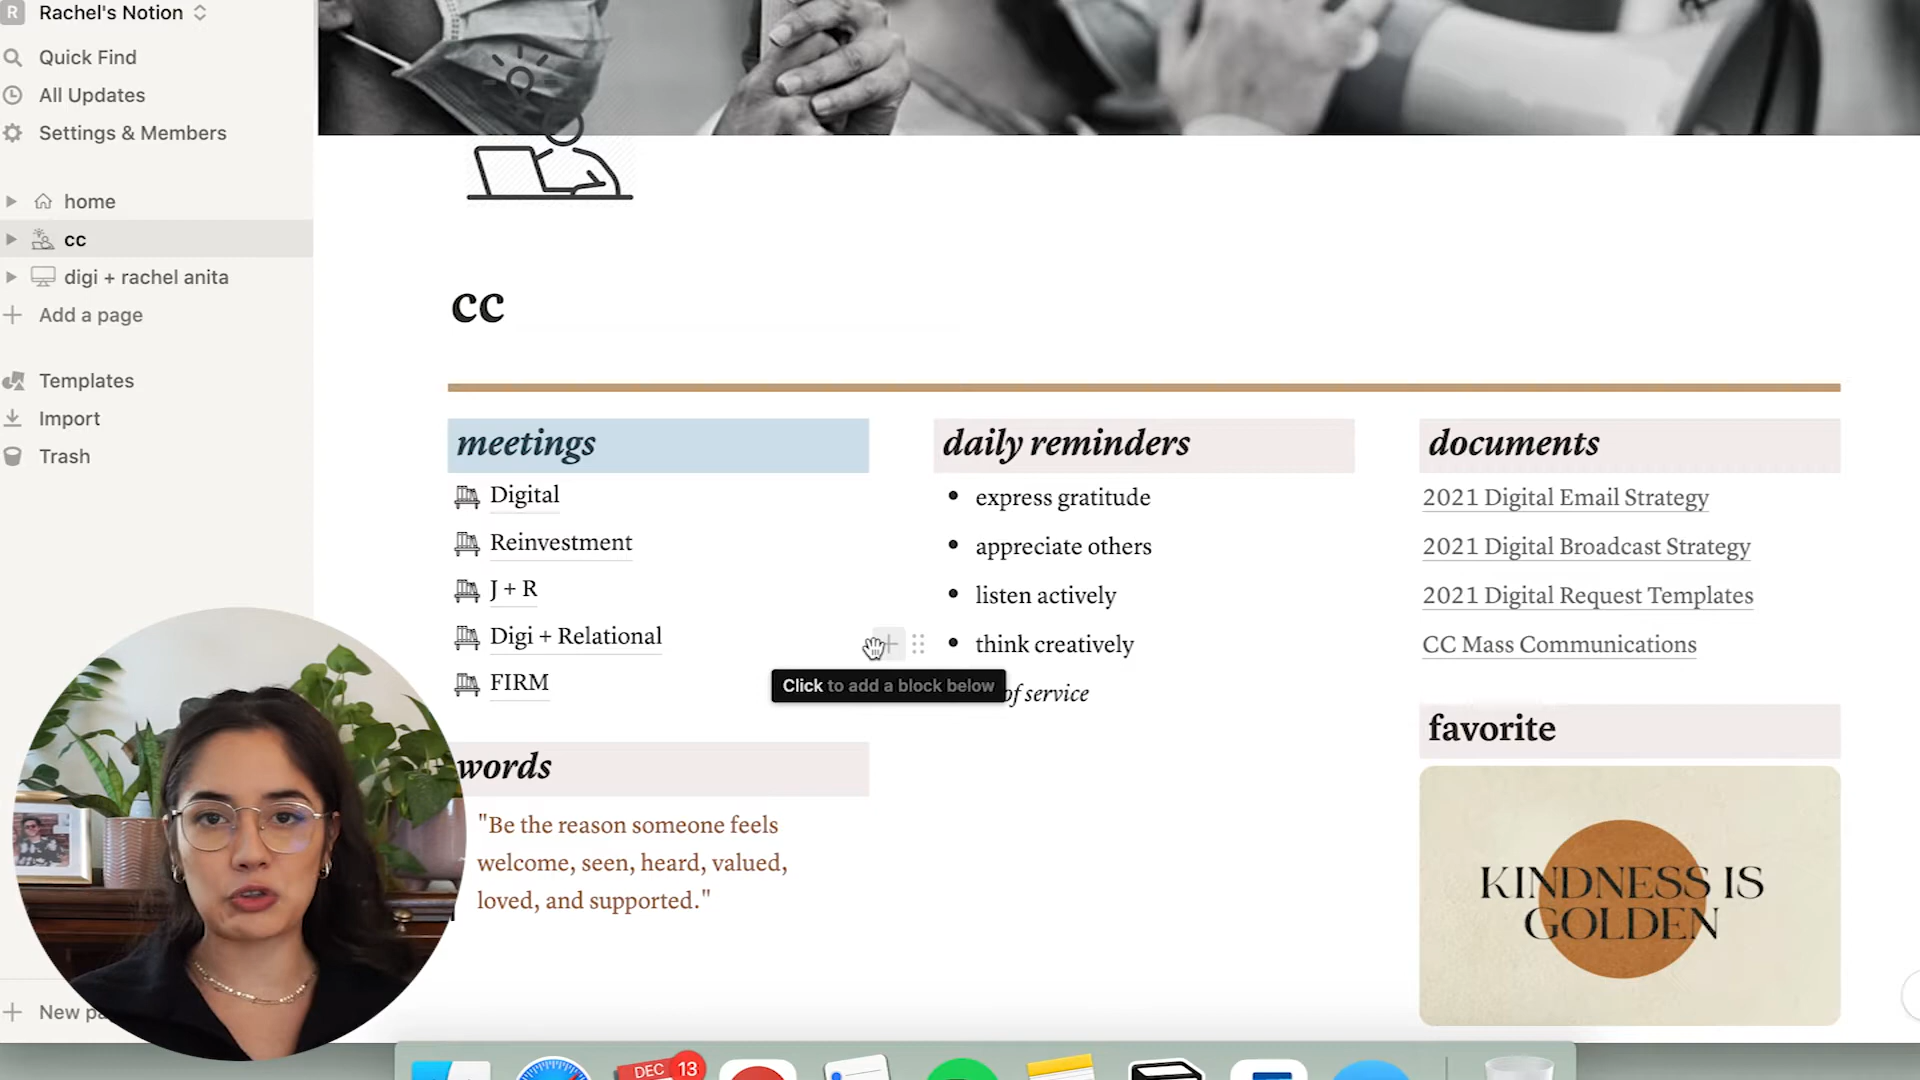 R Rachel's Notion
Quick Find
All Updates
Settings & Members
home
cc
digi + rachel anita
Add a page
Templates
Import
Trash
New
cc
meetings
Digital
Reinvestment
J + R
Digi + Relational
FIRM
words
"Be the reason someone feels
welcome, seen, heard, valued,
loved, and supported."
daily reminders
express gratitude
appreciate others
listen actively
think creatively
of service
Click to add a block below
documents
2021 Digital Email Strategy
2021 Digital Broadcast Strategy
2021 Digital Request Templates
CC Mass Communications
favorite
KINDNESS IS
GOLDEN
DEC 13